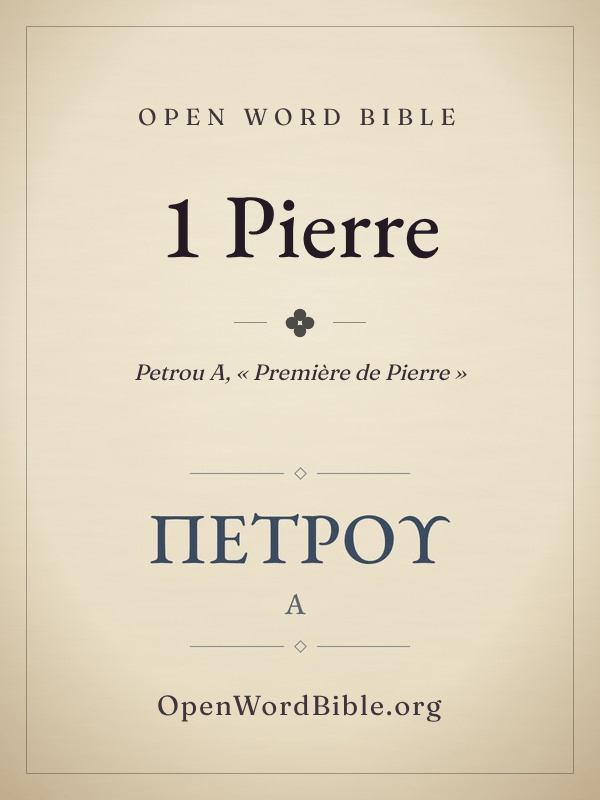 OPEN WORD BIBLE
1 Pierre
Petrou A, « Première de Pierre »
ΠΕΤΡΟΥ
Α
OpenWordBible.org